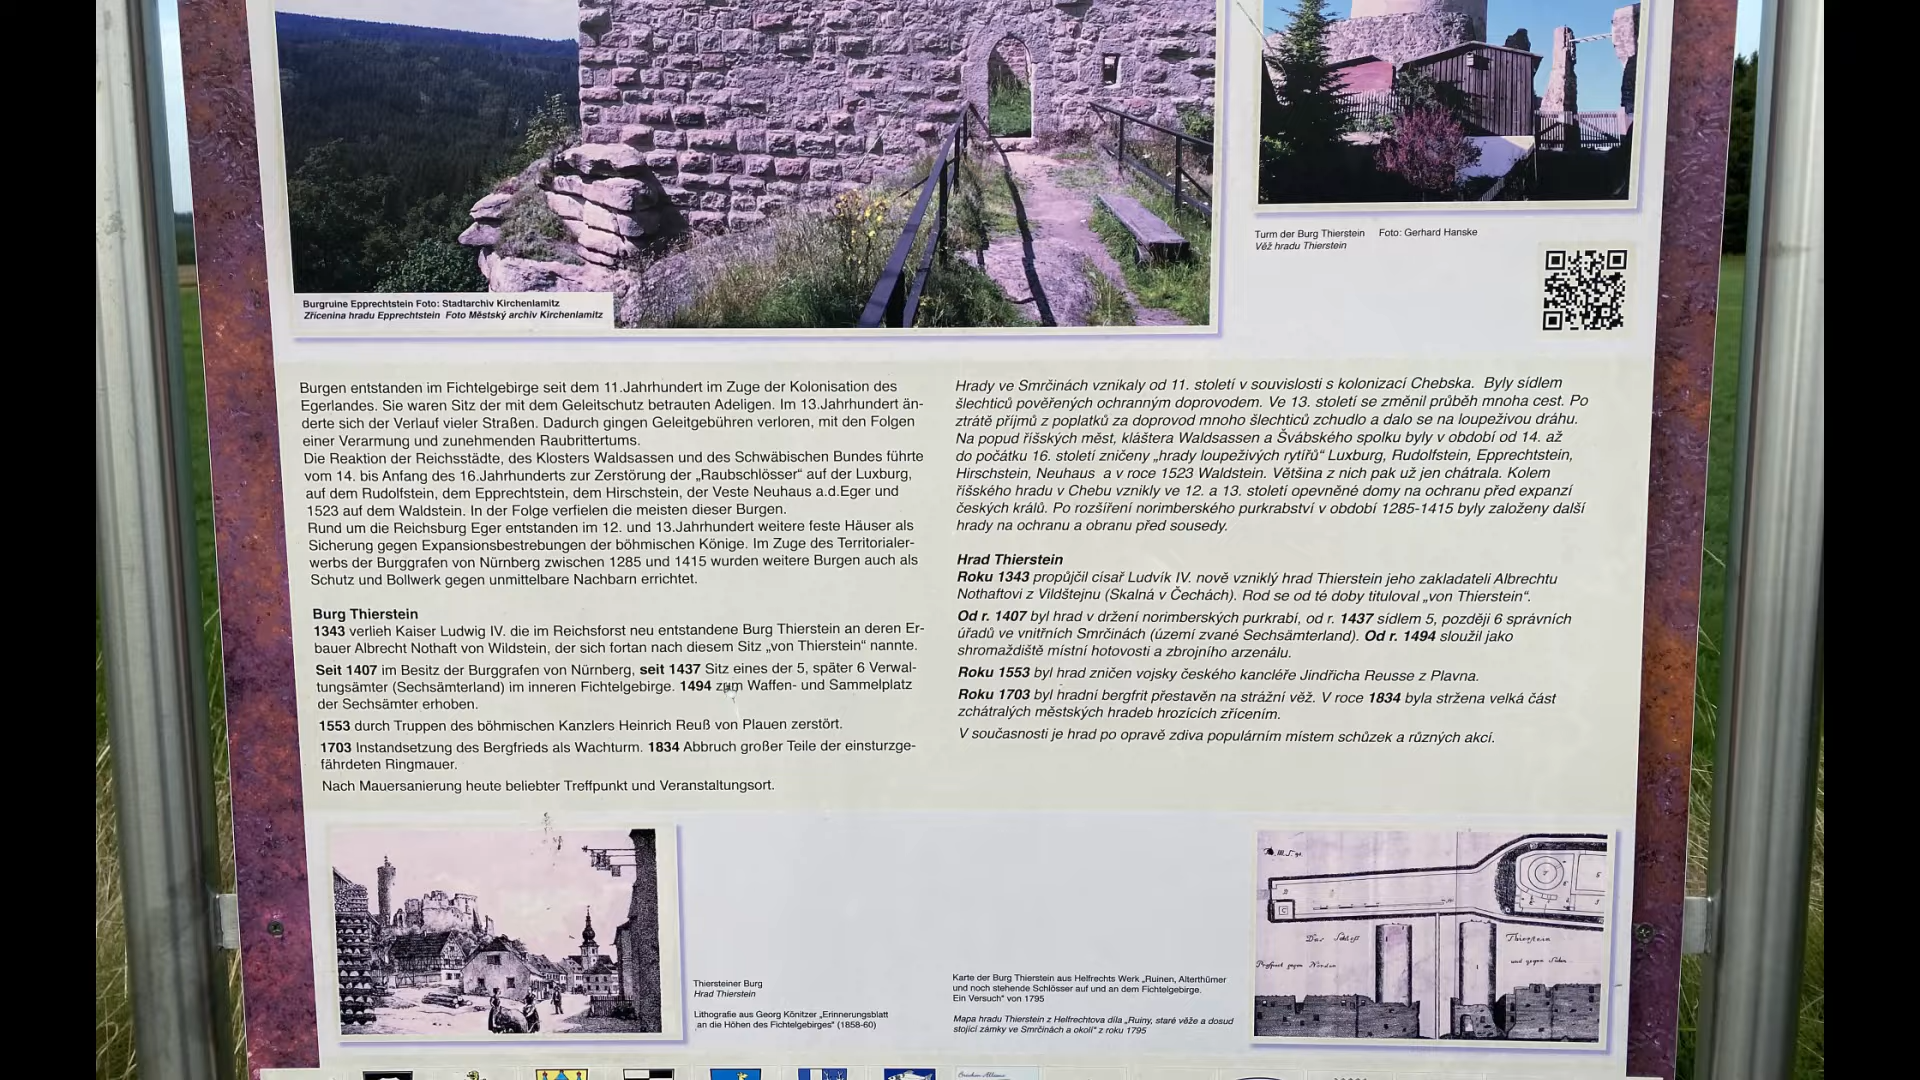 Burgruine Epprechtstein Foto: Stadtarchiv Kirchenlamitz
Zřícenina hradu Epprechtstein Foto Městský archiv Kirchenlamitz
Turm der Burg Thierstein Foto: Gerhard Hanske
Věž hradu Thierstein
Burgen entstanden im Fichtelgebirge seit dem 11.Jahrhundert im Zuge der Kolonisation des
Egerlandes. Sie waren Sitz der mit dem Geleitschutz betrauten Adeligen. Im 13.Jahrhundert än-
derte sich der Verlauf vieler Straßen. Dadurch gingen Geleitgebühren verloren, mit den Folgen
einer Verarmung und zunehmenden Raubrittertums.
Die Reaktion der Reichsstädte, des Klosters Waldsassen und des Schwäbischen Bundes führte
vom 14. bis Anfang des 16.Jahrhunderts zur Zerstörung der „Raubschlösser“ auf der Luxburg,
auf dem Rudolfstein, dem Epprechtstein, dem Hirschstein, der Veste Neuhaus a.d.Eger und
1523 auf dem Waldstein. In der Folge verfielen die meisten dieser Burgen.
Rund um die Reichsburg Eger entstanden im 12. und 13.Jahrhundert weitere feste Häuser als
Sicherung gegen Expansionsbestrebungen der böhmischen Könige. Im Zuge des Territorialer-
werbs der Burggrafen von Nürnberg zwischen 1285 und 1415 wurden weitere Burgen auch als
Schutz und Bollwerk gegen unmittelbare Nachbarn errichtet.
Burg Thierstein
1343 verlieh Kaiser Ludwig IV. die im Reichsforst neu entstandene Burg Thierstein an deren Er-
bauer Albrecht Nothaft von Wildstein, der sich fortan nach diesem Sitz „von Thierstein“ nannte.
Seit 1407 im Besitz der Burggrafen von Nürnberg, seit 1437 Sitz eines der 5, später 6 Verwal-
tungsämter (Sechsämterland) im inneren Fichtelgebirge. 1494 zum Waffen- und Sammelplatz
der Sechsämter erhoben.
1553 durch Truppen des böhmischen Kanzlers Heinrich Reuß von Plauen zerstört.
1703 Instandsetzung des Bergfrieds als Wachturm. 1834 Abbruch großer Teile der einsturzge-
fährdeten Ringmauer.
Nach Mauersanierung heute beliebter Treffpunkt und Veranstaltungsort.
Hrady ve Smrčinách vznikaly od 11. století v souvislosti s kolonizací Chebska. Byly sídlem
šlechticů pověřených ochranným doprovodem. Ve 13. století se změnil průběh mnoha cest. Po
ztrátě příjmů z poplatků za doprovod mnoho šlechticů zchudlo a dalo se na loupeživou dráhu.
Na popud říšských měst, kláštera Waldsassen a Švábského spolku byly v období od 14. až
do počátku 16. století zničeny „hrady loupeživých rytířů“ Luxburg, Rudolfstein, Epprechtstein,
Hirschstein, Neuhaus a v roce 1523 Waldstein. Většina z nich pak už jen chátrala. Kolem
říšského hradu v Chebu vznikly ve 12. a 13. století opevněné domy na ochranu před expanzí
českých králů. Po rozšíření norimberského purkrabství v období 1285-1415 byly založeny další
hrady na ochranu a obranu před sousedy.
Hrad Thierstein
Roku 1343 propůjčil císař Ludvík IV. nově vzniklý hrad Thierstein jeho zakladateli Albrechtu
Nothaftovi z Vildštejnu (Skalná v Čechách). Rod se od té doby tituloval „von Thierstein“.
Od r. 1407 byl hrad v držení norimberských purkrabí, od r. 1437 sídlem 5, později 6 správních
úřadů ve vnitřních Smrčinách (území zvané Sechsämterland). Od r. 1494 sloužil jako
shromaždiště místní hotovosti a zbrojního arzenálu.
Roku 1553 byl hrad zničen vojsky českého kancléře Jindřicha Reusse z Plavna.
Roku 1703 byl hradní bergfrit přestavěn na strážní věž. V roce 1834 byla stržena velká část
zchátralých městských hradeb hrozících zřícením.
V současnosti je hrad po opravě zdiva populárním místem schůzek a různých akcí.
Thiersteiner Burg
Hrad Thierstein
Lithografie aus Georg Könitzer „Erinnerungsblatt
an die Höhen des Fichtelgebirges“ (1858-60)
Karte der Burg Thierstein aus Helfrechts Werk „Ruinen, Alterthümer
und noch stehende Schlösser auf und an dem Fichtelgebirge.
Ein Versuch“ von 1795
Mapa hradu Thierstein z Helfrechtova díla „Ruiny, staré věže a dosud
stojící zámky ve Smrčinách a okolí“ z roku 1795
Das Schloß Thierstein